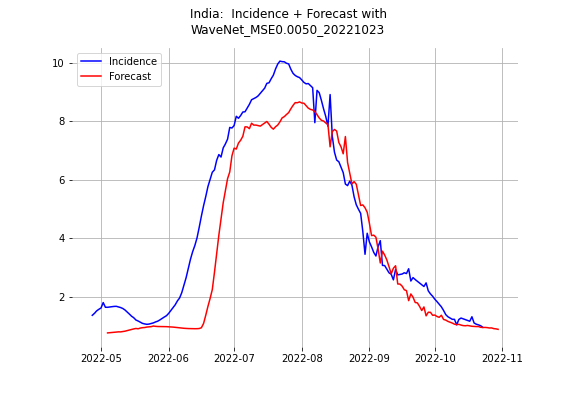 India:  Incidence + Forecast with
WaveNet_MSE0.0050_20221023
Incidence
Forecast
10
8
6
4
2
2022-05 2022-06 2022-07 2022-08 2022-09 2022-10 2022-11